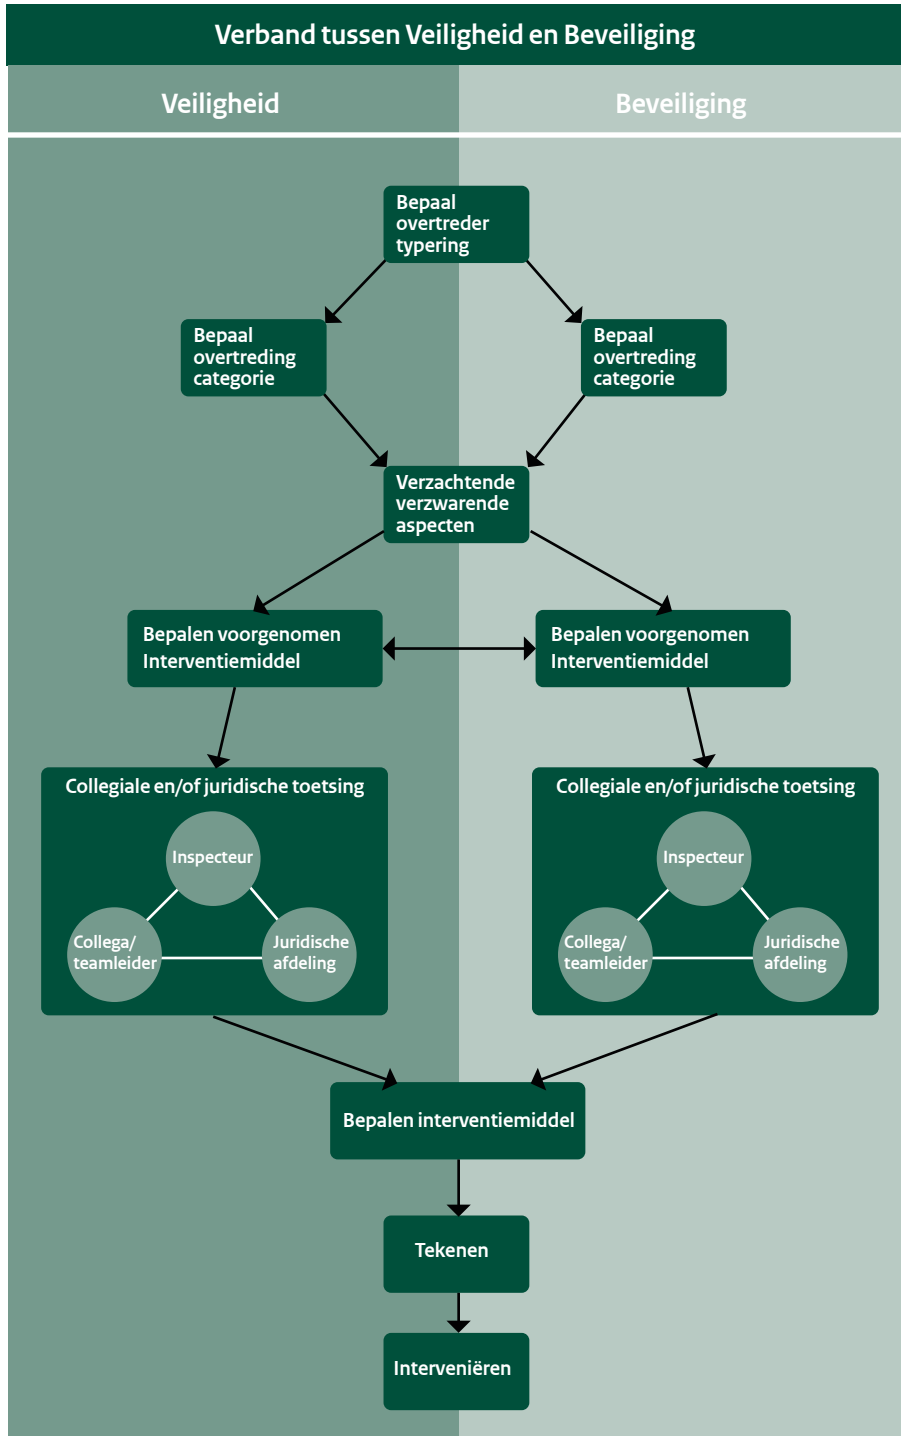 Verband tussen Veiligheid en Beveiliging
Veiligheid
Beveiliging
Bepaal
overtreder
typering
Bepaal
overtreding
categorie
Bepaal
overtreding
categorie
Verzachtende
verzwarende
aspecten
Bepalen voorgenomen
Interventiemiddel
Bepalen voorgenomen
Interventiemiddel
Collegiale en/of juridische toetsing
Inspecteur
Collega/
teamleider
Juridische
afdeling
Collegiale en/of juridische toetsing
Inspecteur
Collega/
teamleider
Juridische
afdeling
Bepalen interventiemiddel
Tekenen
Interveniëren